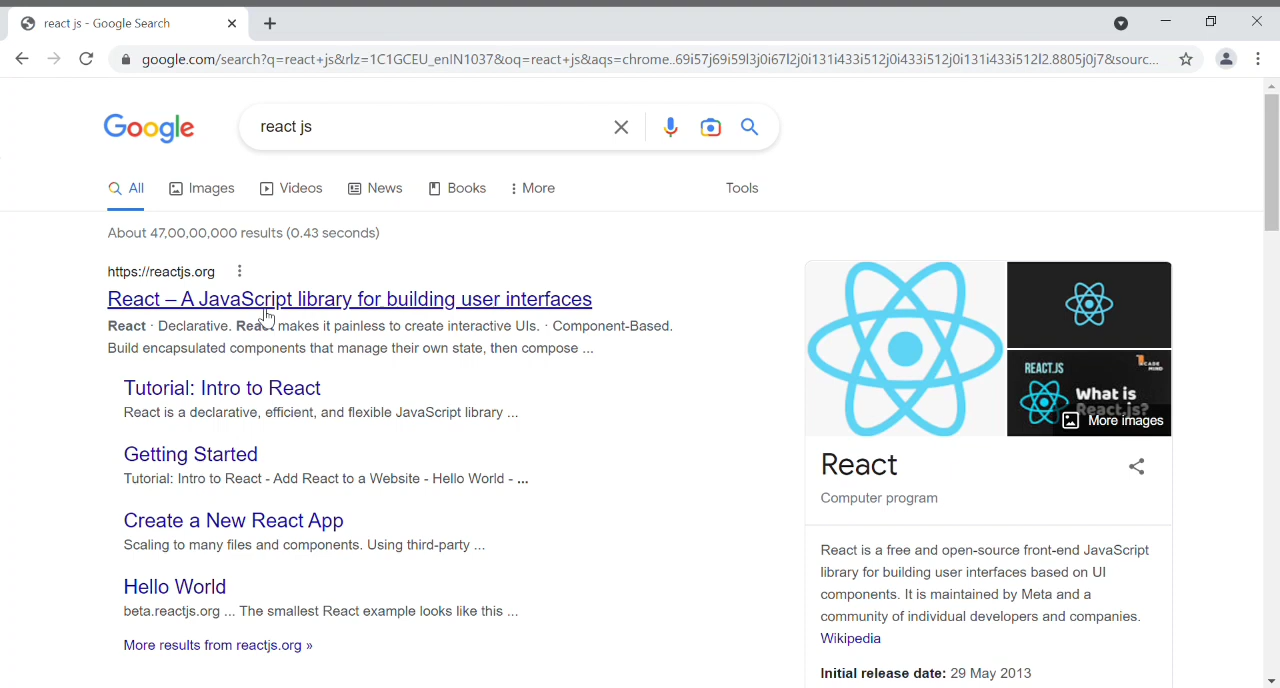 react js - Google Search
google.com/search?q=react+js&rlz=1C1GCEU_enIN1037&oq=react+js&aqs=chrome..69i57j69i59l3j0i67l2j0i131i433i512j0i433i512j0i131i433i512l2.8805j0j7&sourc...
Google
react js
All Images Videos News Books More Tools
About 47,00,00,000 results (0.43 seconds)
https://reactjs.org
React – A JavaScript library for building user interfaces
React · Declarative. React makes it painless to create interactive UIs. · Component-Based.
Build encapsulated components that manage their own state, then compose ...
Tutorial: Intro to React
React is a declarative, efficient, and flexible JavaScript library ...
Getting Started
Tutorial: Intro to React - Add React to a Website - Hello World - ...
Create a New React App
Scaling to many files and components. Using third-party ...
Hello World
beta.reactjs.org ... The smallest React example looks like this ...
More results from reactjs.org »
REACT.JS
CADE
MIND
What is
React.js?
More images
React
Computer program
React is a free and open-source front-end JavaScript
library for building user interfaces based on UI
components. It is maintained by Meta and a
community of individual developers and companies.
Wikipedia
Initial release date: 29 May 2013